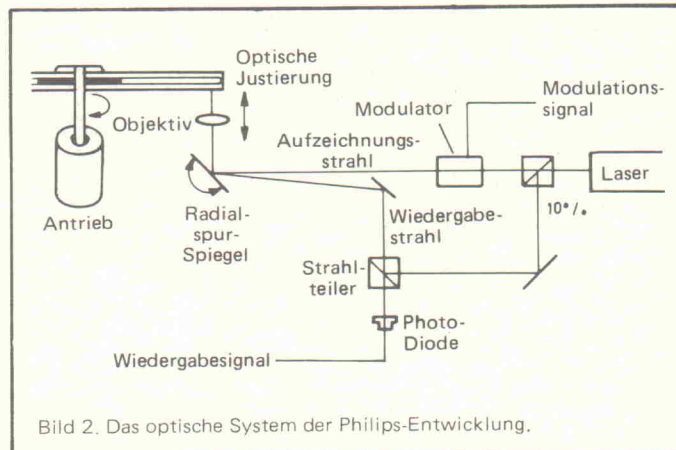 Optische
Justierung
Objektiv
Antrieb
Radial-
spur-
Spiegel
Aufzeichnungs-
strahl
Modulator
Modulations-
signal
Laser
10%
Wiedergabe-
strahl
Strahl-
teiler
Photo-
Diode
Wiedergabesignal
Bild 2. Das optische System der Philips-Entwicklung.